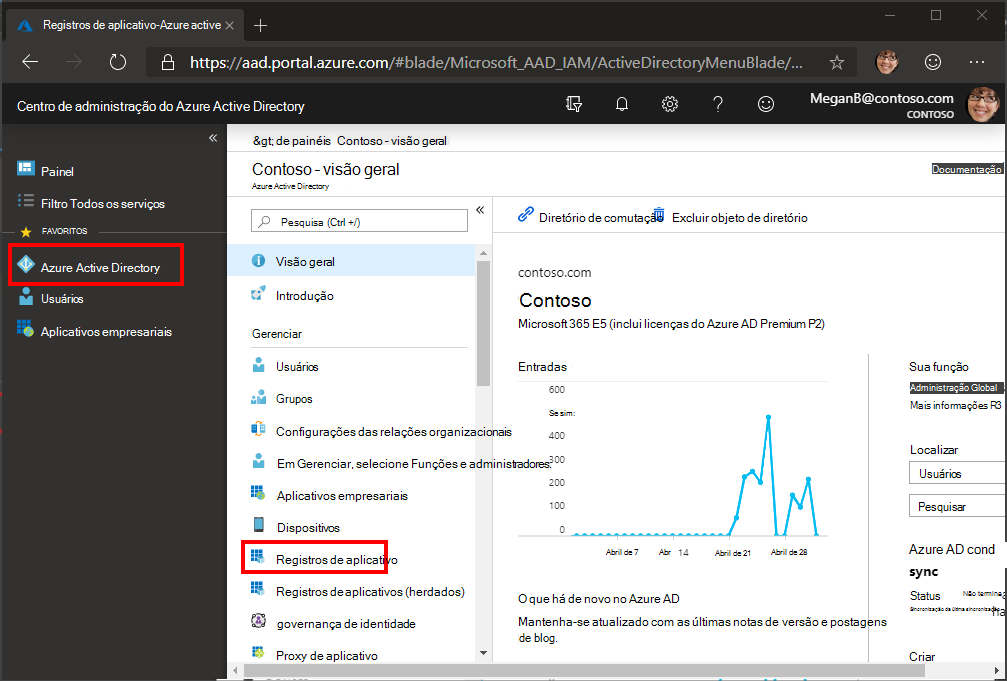 Registros de aplicativo-Azure active
https://aad.portal.azure.com/#blade/Microsoft_AAD_IAM/ActiveDirectoryMenuBlade/...
Centro de administração do Azure Active Directory
MeganB@contoso.com
CONTOSO
&gt; de painéis Contoso - visão geral
Contoso - visão geral
Azure Active Directory
Documentação
Painel
Filtro Todos os serviços
FAVORITOS
Azure Active Directory
Usuários
Aplicativos empresariais
Pesquisa (Ctrl +/)
Visão geral
Introdução
Gerenciar
Usuários
Grupos
Configurações das relações organizacionais
Em Gerenciar, selecione Funções e administradores.
Aplicativos empresariais
Dispositivos
Registros de aplicativo
Registros de aplicativos (herdados)
governança de identidade
Proxy de aplicativo
Diretório de comutação
Excluir objeto de diretório
contoso.com
Contoso
Microsoft 365 E5 (inclui licenças do Azure AD Premium P2)
Entradas
600
Se sim:
400
300
200
100
0
Abril de 7
Abr 14
Abril de 21
Abril de 28
O que há de novo no Azure AD
Mantenha-se atualizado com as últimas notas de versão e postagens
de blog.
Sua função
Administração Global
Mais informações R3
Localizar
Usuários
Pesquisar
Azure AD cond
sync
Status
Não termine
Sincronização da última sincronização
Criar